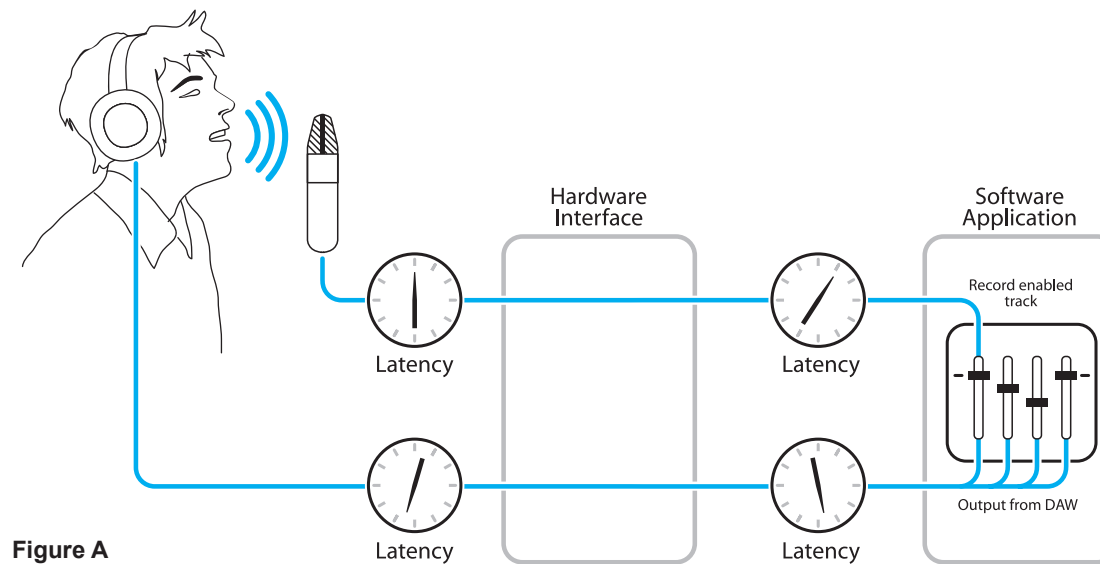 Hardware
Interface
Software
Application
Record enabled
track
Latency
Latency
Output from DAW
Latency
Latency
Figure A